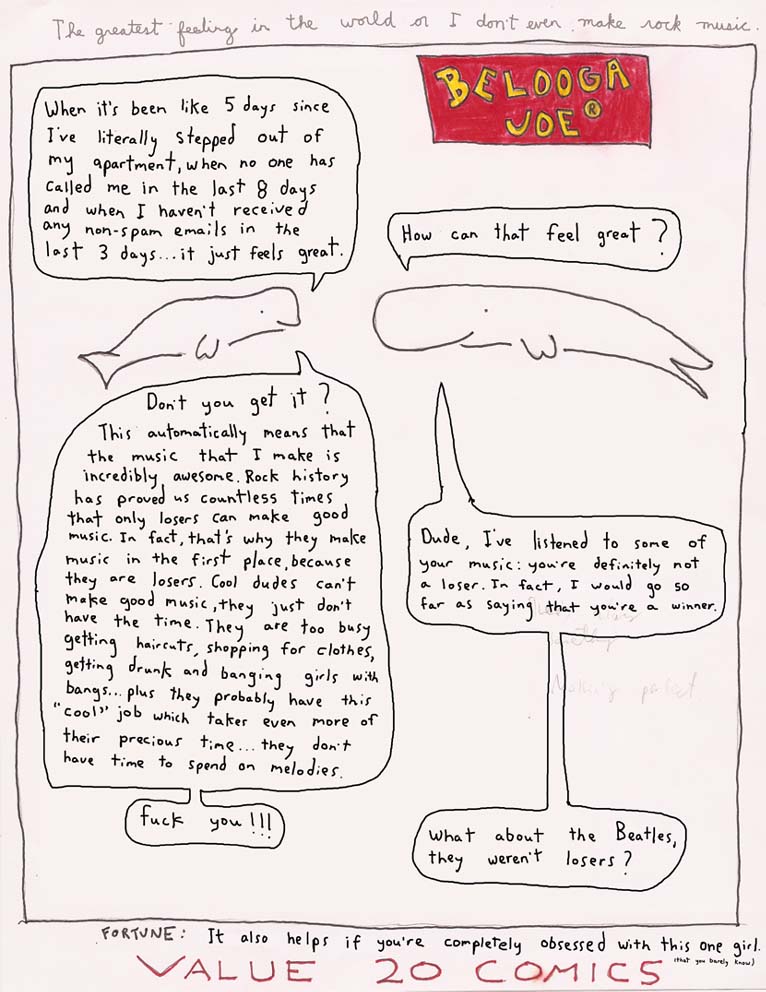 The greatest feeling in the world or I don't even make rock music.
BELOOGA
JOE®
When it's been like 5 days since
I've literally stepped out of
my apartment, when no one has
called me in the last 8 days
and when I haven't received
any non-spam emails in the
last 3 days... it just feels great.
How can that feel great?
Don't you get it?
This automatically means that
the music that I make is
incredibly awesome. Rock history
has proved us countless times
that only losers can make good
music. In fact, that's why they make
music in the first place, because
they are losers. Cool dudes can't
make good music, they just don't
have the time. They are too busy
getting haircuts, shopping for clothes,
getting drunk and banging girls with
bangs... plus they probably have this
"cool" job which takes even more of
their precious time... they don't
have time to spend on melodies.
Dude, I've listened to some of
your music: you're definitely not
a loser. In fact, I would go so
far as saying that you're a winner.
fuck you!!!
What about the Beatles,
they weren't losers?
FORTUNE: It also helps if you're completely obsessed with this one girl.
(that you barely know)
VALUE 20 COMICS